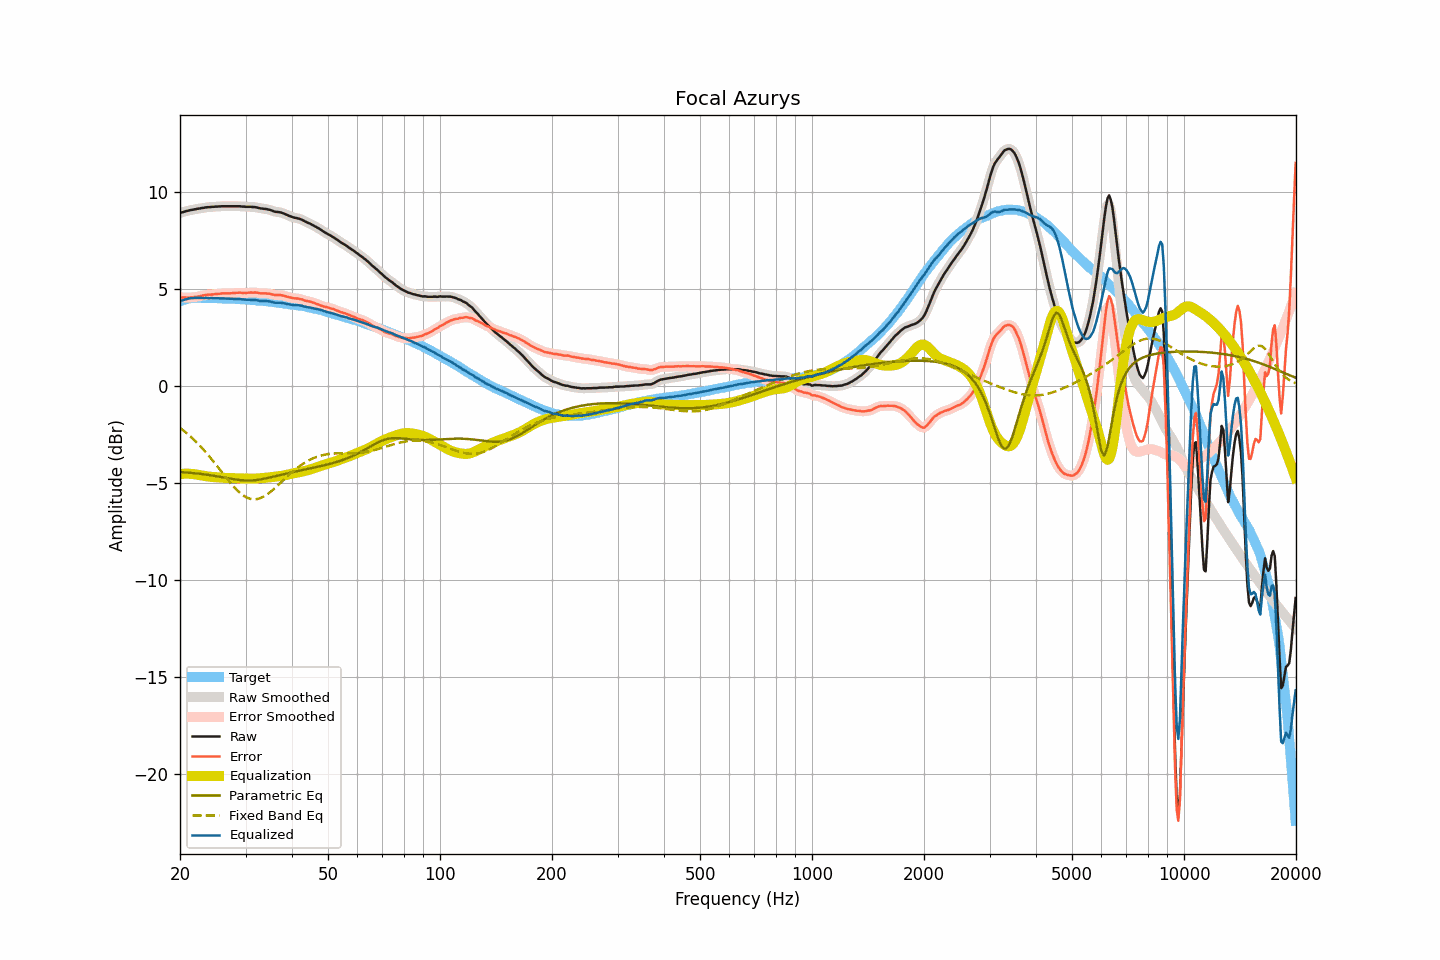 Focal Azurys
10
5
0
−5
−10
−15
−20
Amplitude (dBr)
Target
Raw Smoothed
Error Smoothed
Raw
Error
Equalization
Parametric Eq
Fixed Band Eq
Equalized
20 50 100 200 500 1000 2000 5000 10000 20000
Frequency (Hz)